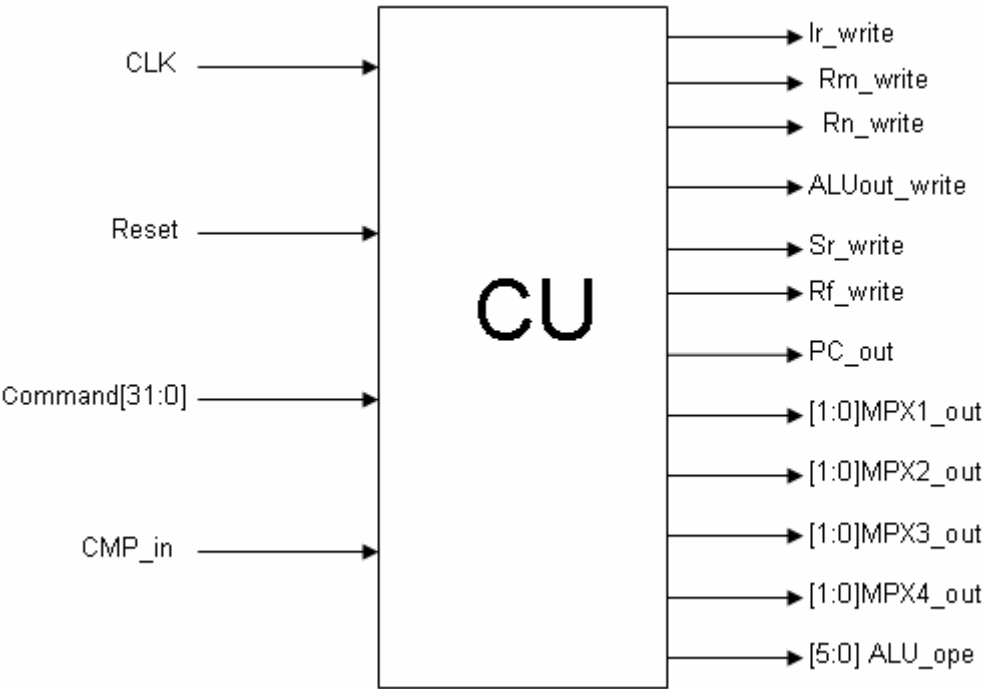 CLK
Reset
Command[31:0]
CMP_in
CU
Ir_write
Rm_write
Rn_write
ALUout_write
Sr_write
Rf_write
PC_out
[1:0]MPX1_out
[1:0]MPX2_out
[1:0]MPX3_out
[1:0]MPX4_out
[5:0] ALU_ope